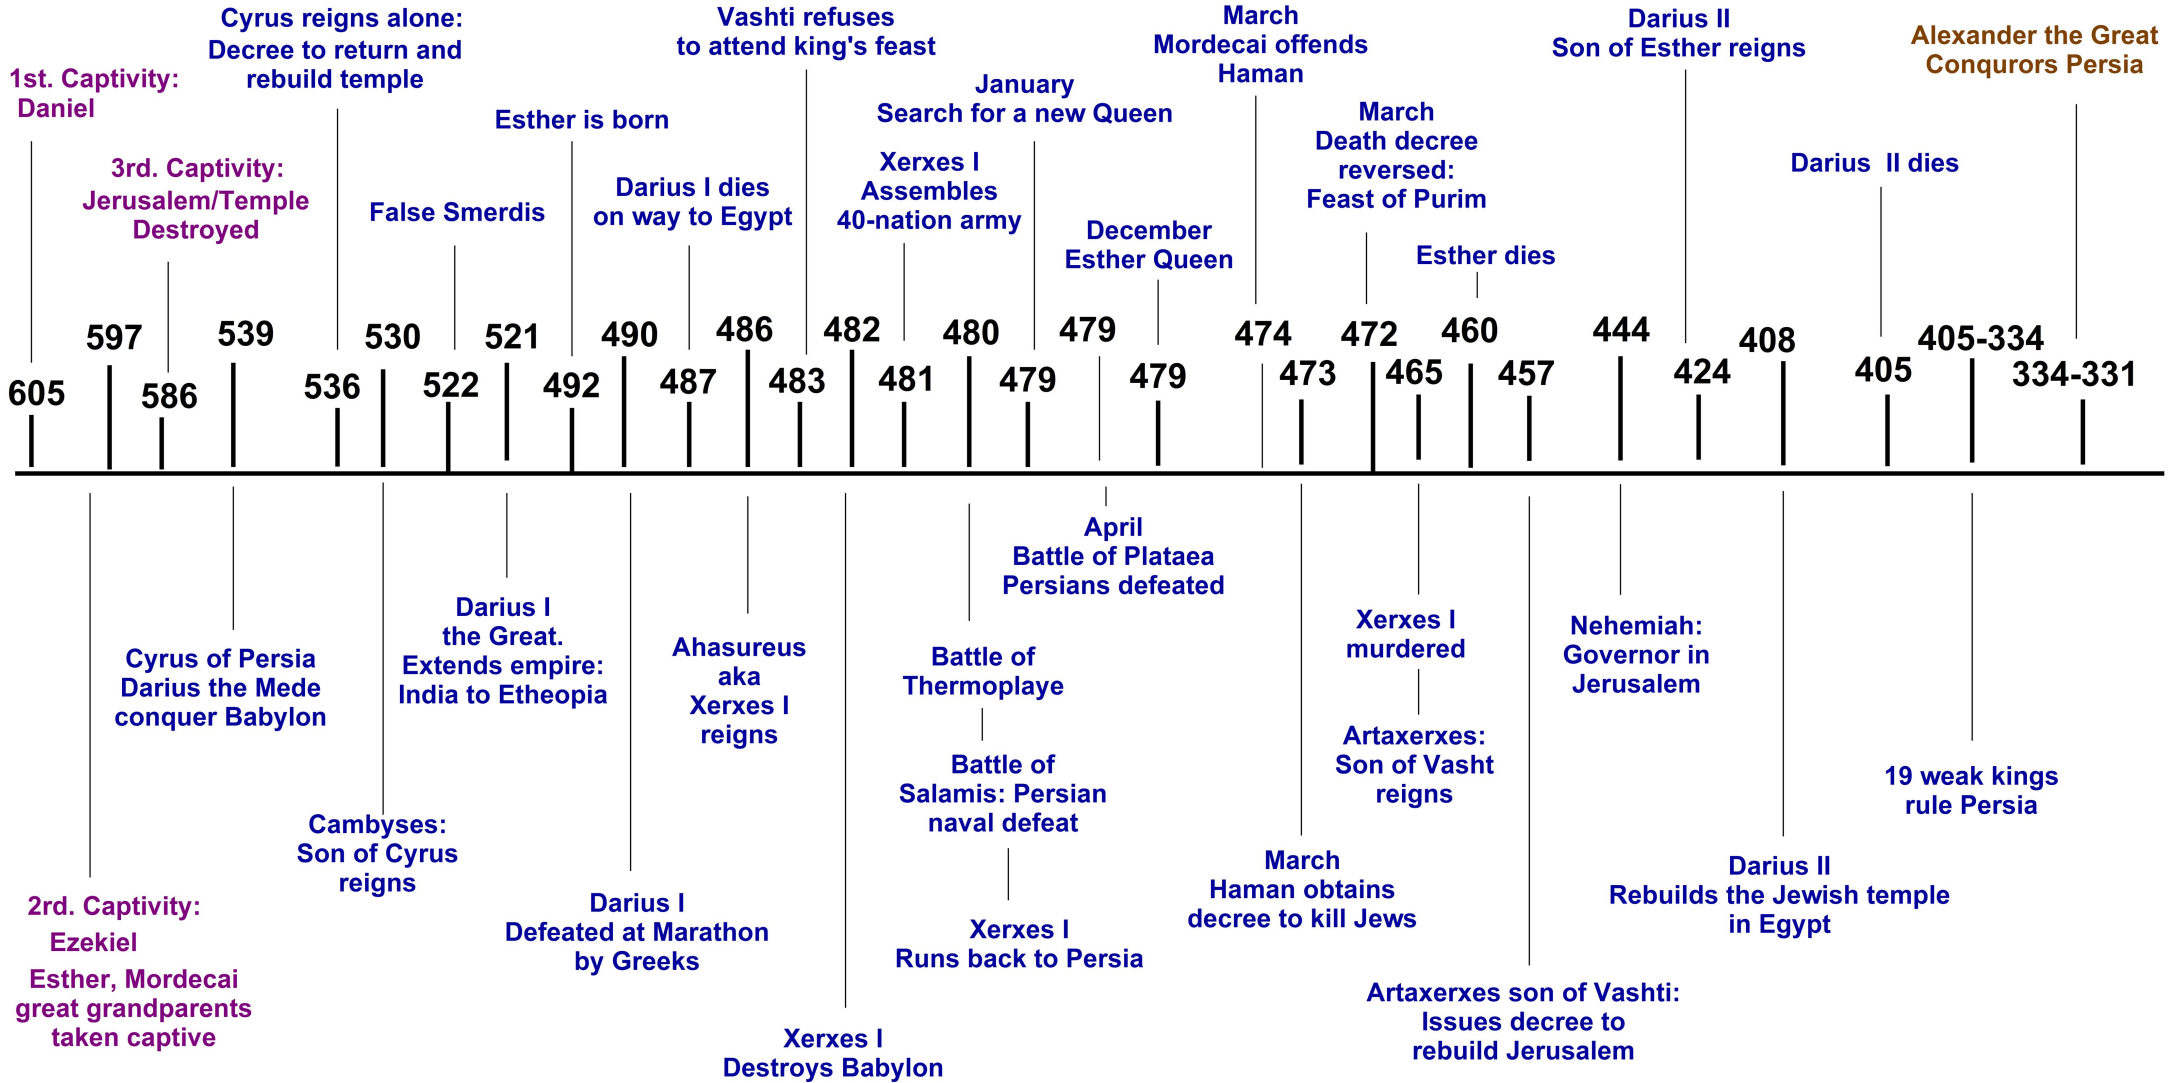 Cyrus reigns alone:
Decree to return and
rebuild temple
Vashti refuses
to attend king's feast
March
Mordecai offends
Haman
Darius II
Son of Esther reigns
Alexander the Great
Conqurors Persia
1st. Captivity:
Daniel
January
Search for a new Queen
Esther is born
March
Death decree
reversed:
Feast of Purim
3rd. Captivity:
Jerusalem/Temple
Destroyed
False Smerdis
Darius I dies
on way to Egypt
Xerxes I
Assembles
40-nation army
December
Esther Queen
Esther dies
Darius  II dies
605
597
586
539
536
530
522
521
492
490
487
486
483
482
481
480
479
479
479
474
473
472
465
460
457
444
424
408
405
405-334
334-331
April
Battle of Plataea
Persians defeated
Cyrus of Persia
Darius the Mede
conquer Babylon
Darius I
the Great.
Extends empire:
India to Etheopia
Ahasureus
aka
Xerxes I
reigns
Battle of
Thermoplaye
Xerxes I
murdered
Nehemiah:
Governor in
Jerusalem
Battle of
Salamis: Persian
naval defeat
Artaxerxes:
Son of Vasht
reigns
19 weak kings
rule Persia
Cambyses:
Son of Cyrus
reigns
March
Haman obtains
decree to kill Jews
Darius II
Rebuilds the Jewish temple
in Egypt
2rd. Captivity:
Ezekiel
Esther, Mordecai
great grandparents
taken captive
Darius I
Defeated at Marathon
by Greeks
Xerxes I
Runs back to Persia
Artaxerxes son of Vashti:
Issues decree to
rebuild Jerusalem
Xerxes I
Destroys Babylon